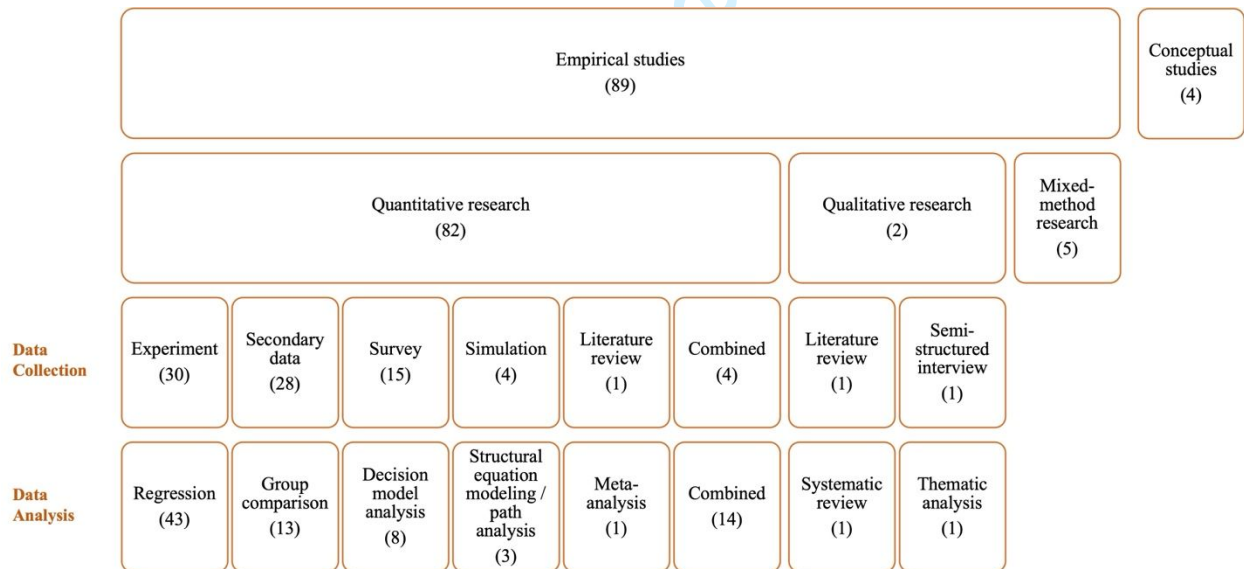 Empirical studies
(89)
Conceptual
studies
(4)
Quantitative research
(82)
Qualitative research
(2)
Mixed-
method
research
(5)
Data
Collection
Experiment
(30)
Secondary
data
(28)
Survey
(15)
Simulation
(4)
Literature
review
(1)
Combined
(4)
Literature
review
(1)
Semi-
structured
interview
(1)
Data
Analysis
Regression
(43)
Group
comparison
(13)
Decision
model
analysis
(8)
Structural
equation
modeling /
path
analysis
(3)
Meta-
analysis
(1)
Combined
(14)
Systematic
review
(1)
Thematic
analysis
(1)